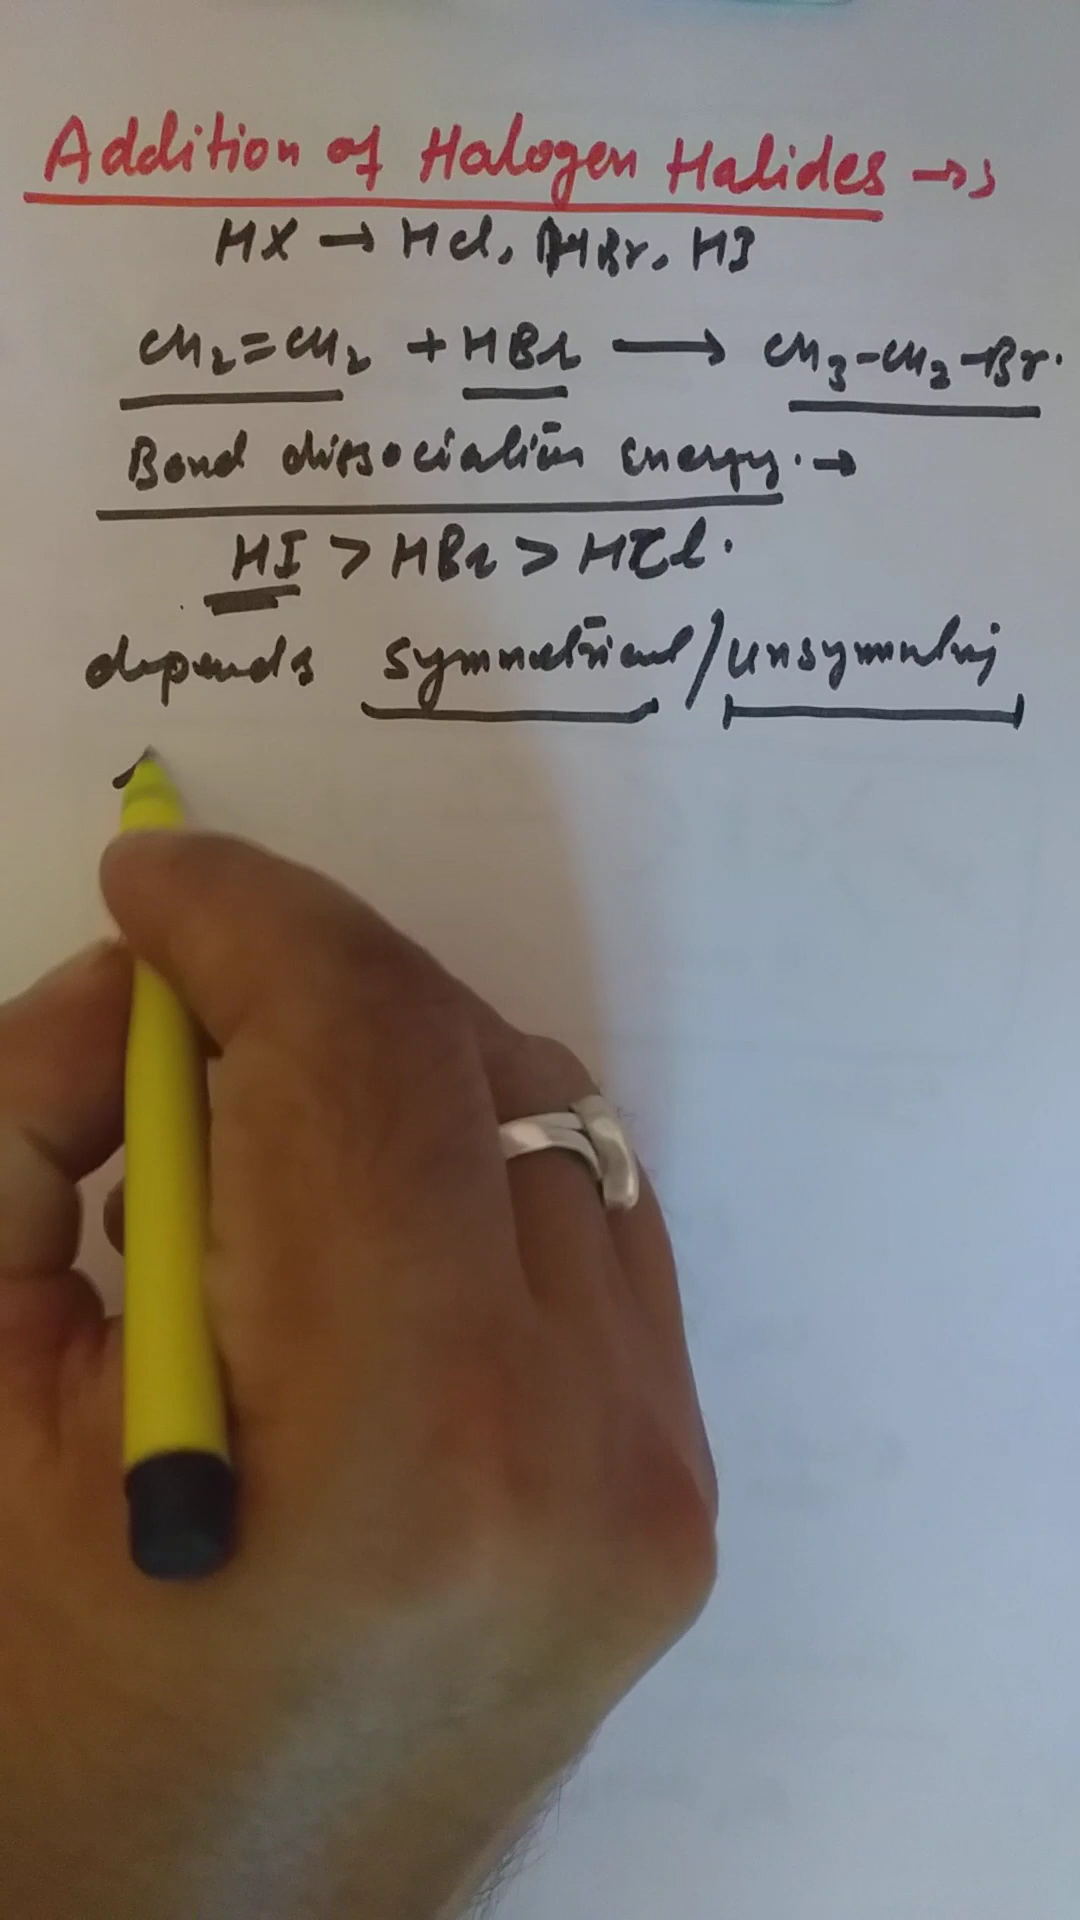 Addition of Halogen Halides →
HX → HCl, HBr, HI
CH2=CH2 + HBr → CH3-CH2-Br.
Bond dissociation energy. →
HI > HBr > HCl.
depends symmetrical / unsymmetri